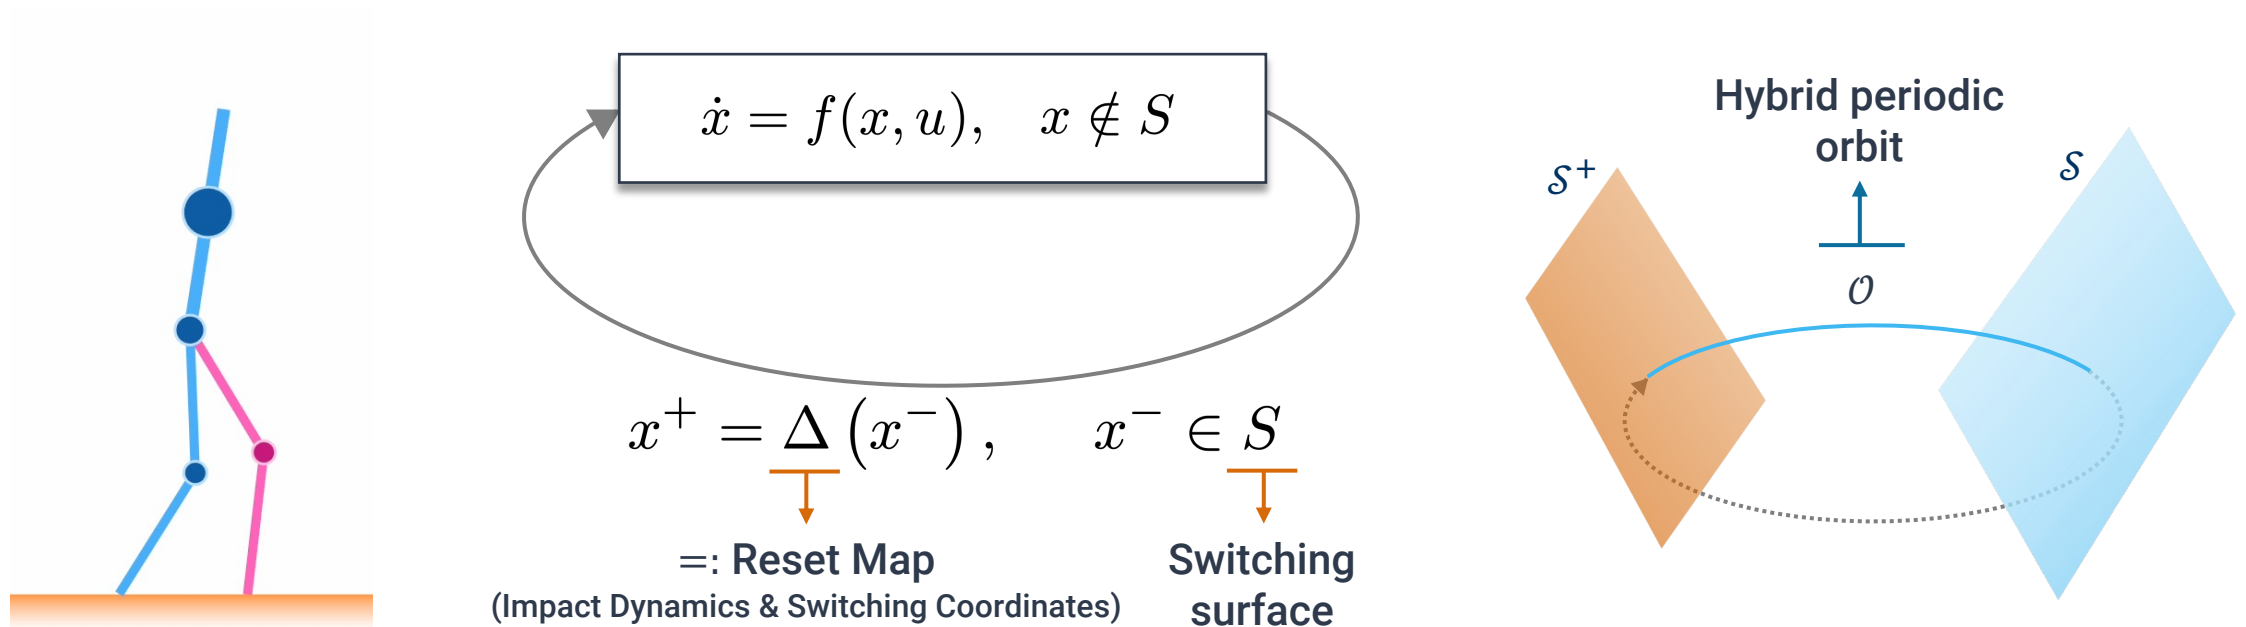 ẋ = f(x, u),   x ∉ S
x⁺ = Δ (x⁻) ,   x⁻ ∈ S
=: Reset Map
(Impact Dynamics & Switching Coordinates)
Switching
surface
Hybrid periodic
orbit
𝒮⁺
𝒮
𝒪